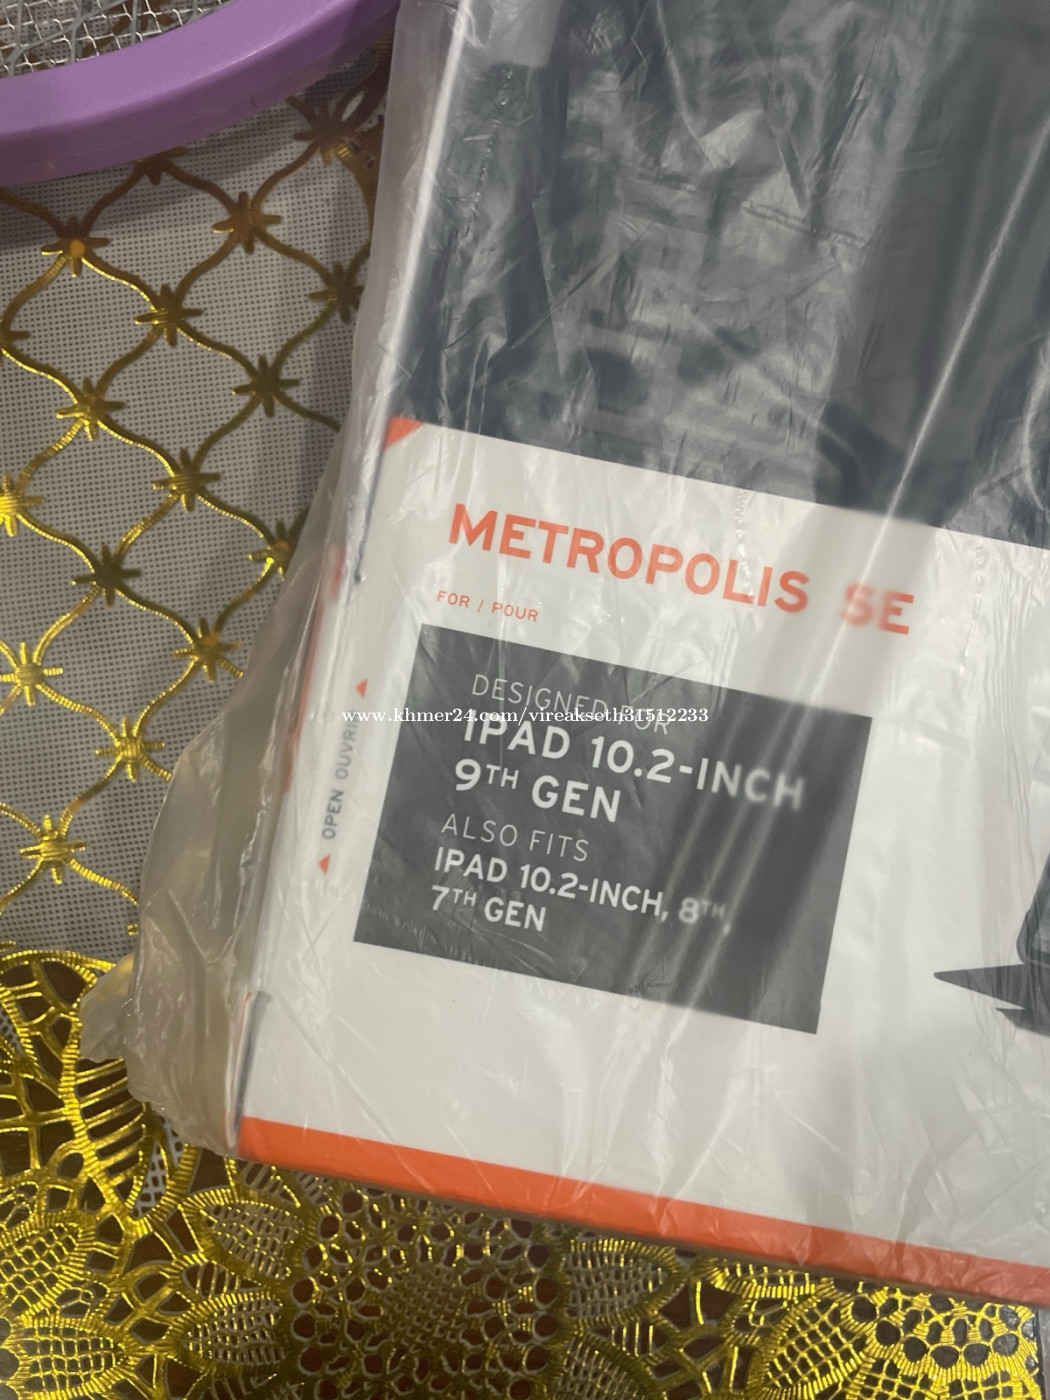 METROPOLIS SE
FOR / POUR
DESIGNED FOR
IPAD 10.2-INCH
9TH GEN
ALSO FITS
IPAD 10.2-INCH, 8TH,
7TH GEN
OPEN OUVRIR
www.khmer24.com/vireakseth31512233